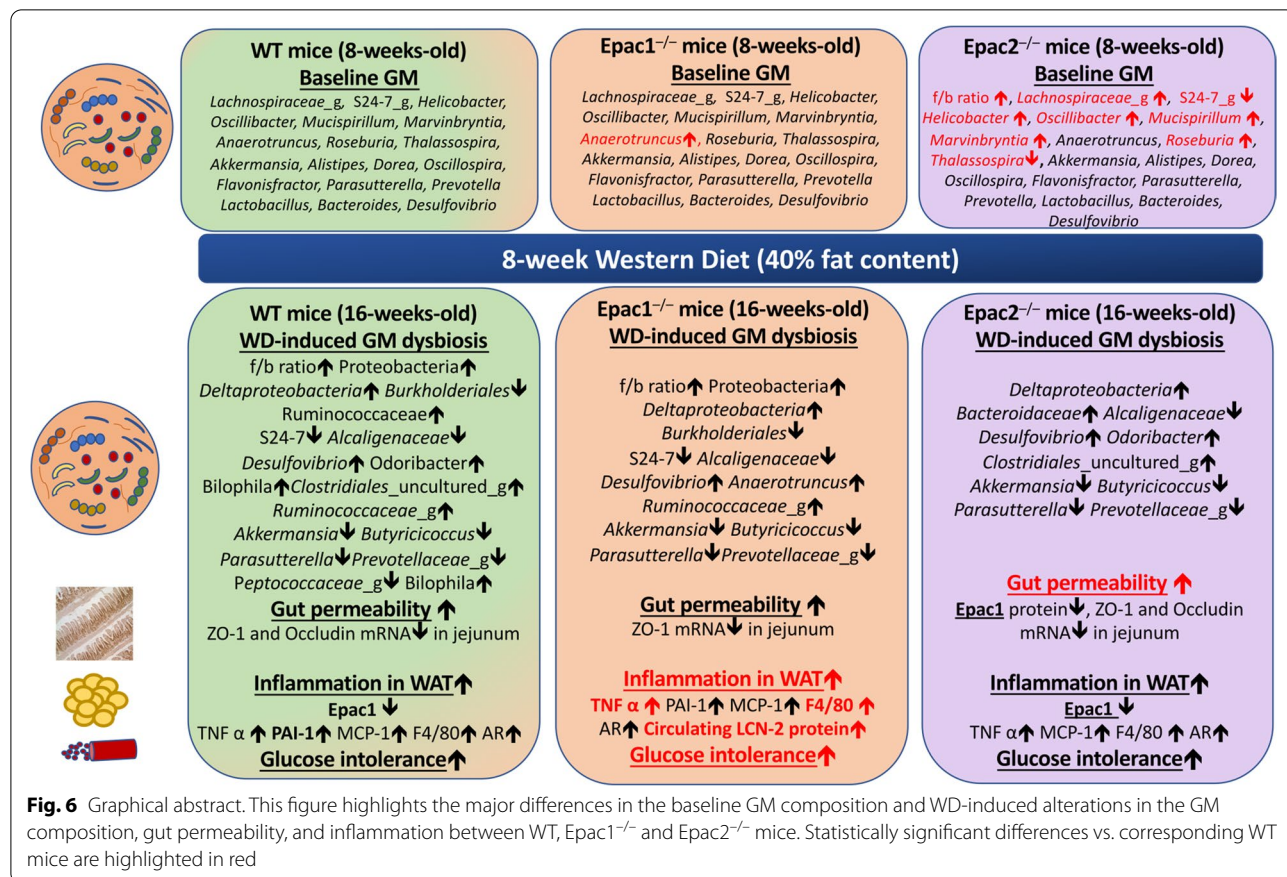 WT mice (8-weeks-old)
Baseline GM
Lachnospiraceae_g, S24-7_g, Helicobacter,
Oscillibacter, Mucispirillum, Marvinbryntia,
Anaerotruncus, Roseburia, Thalassospira,
Akkermansia, Alistipes, Dorea, Oscillospira,
Flavonisfractor, Parasutterella, Prevotella
Lactobacillus, Bacteroides, Desulfovibrio
Epac1–/– mice (8-weeks-old)
Baseline GM
Lachnospiraceae_g, S24-7_g, Helicobacter,
Oscillibacter, Mucispirillum, Marvinbryntia,
Anaerotruncus↑, Roseburia, Thalassospira,
Akkermansia, Alistipes, Dorea, Oscillospira,
Flavonisfractor, Parasutterella, Prevotella
Lactobacillus, Bacteroides, Desulfovibrio
Epac2–/– mice (8-weeks-old)
Baseline GM
f/b ratio↑, Lachnospiraceae_g↑, S24-7_g↓
Helicobacter↑, Oscillibacter↑, Mucispirillum↑,
Marvinbryntia↑, Anaerotruncus, Roseburia↑,
Thalassospira↓, Akkermansia, Alistipes, Dorea,
Oscillospira, Flavonisfractor, Parasutterella,
Prevotella, Lactobacillus, Bacteroides,
Desulfovibrio
8-week Western Diet (40% fat content)
WT mice (16-weeks-old)
WD-induced GM dysbiosis
f/b ratio↑ Proteobacteria↑
Deltaproteobacteria↑ Burkholderiales↓
Ruminococcaceae↑
S24-7↓ Alcaligenaceae↓
Desulfovibrio↑ Odoribacter↑
Bilophila↑Clostridiales_uncultured_g↑
Akkermansia↓ Butyricicoccus↓
Parasutterella↓Prevotellaceae_g↓
Peptococcaceae_g↓ Bilophila↑
Gut permeability ↑
ZO-1 and Occludin mRNA↓ in jejunum
Inflammation in WAT↑
Epac1 ↓
TNF α↑ PAI-1↑ MCP-1↑ F4/80↑ AR↑
Glucose intolerance↑
Epac1–/– mice (16-weeks-old)
WD-induced GM dysbiosis
f/b ratio↑ Proteobacteria↑
Deltaproteobacteria↑
Burkholderiales↓
S24-7↓ Alcaligenaceae↓
Desulfovibrio↑ Anaerotruncus↑
Ruminococcaceae_g↑
Akkermansia↓ Butyricicoccus↓
Parasutterella↓Prevotellaceae_g↓
Gut permeability ↑
ZO-1 mRNA↓ in jejunum
Inflammation in WAT↑
TNF α ↑ PAI-1↑ MCP-1↑ F4/80 ↑
AR↑ Circulating LCN-2 protein↑
Glucose intolerance↑
Epac2–/– mice (16-weeks-old)
WD-induced GM dysbiosis
Deltaproteobacteria↑
Bacteroidaceae↑ Alcaligenaceae↓
Desulfovibrio↑ Odoribacter↑
Clostridiales_uncultured_g↑
Akkermansia↓ Butyricicoccus↓
Parasutterella↓ Prevotellaceae_g↓
Gut permeability ↑
Epac1 protein↓, ZO-1 and Occludin
mRNA↓ in jejunum
Inflammation in WAT↑
Epac1 ↓
TNF α↑ MCP-1↑ F4/80 ↑ AR↑
Glucose intolerance↑
Fig. 6 Graphical abstract. This figure highlights the major differences in the baseline GM composition and WD-induced alterations in the GM
composition, gut permeability, and inflammation between WT, Epac1–/– and Epac2–/– mice. Statistically significant differences vs. corresponding WT
mice are highlighted in red